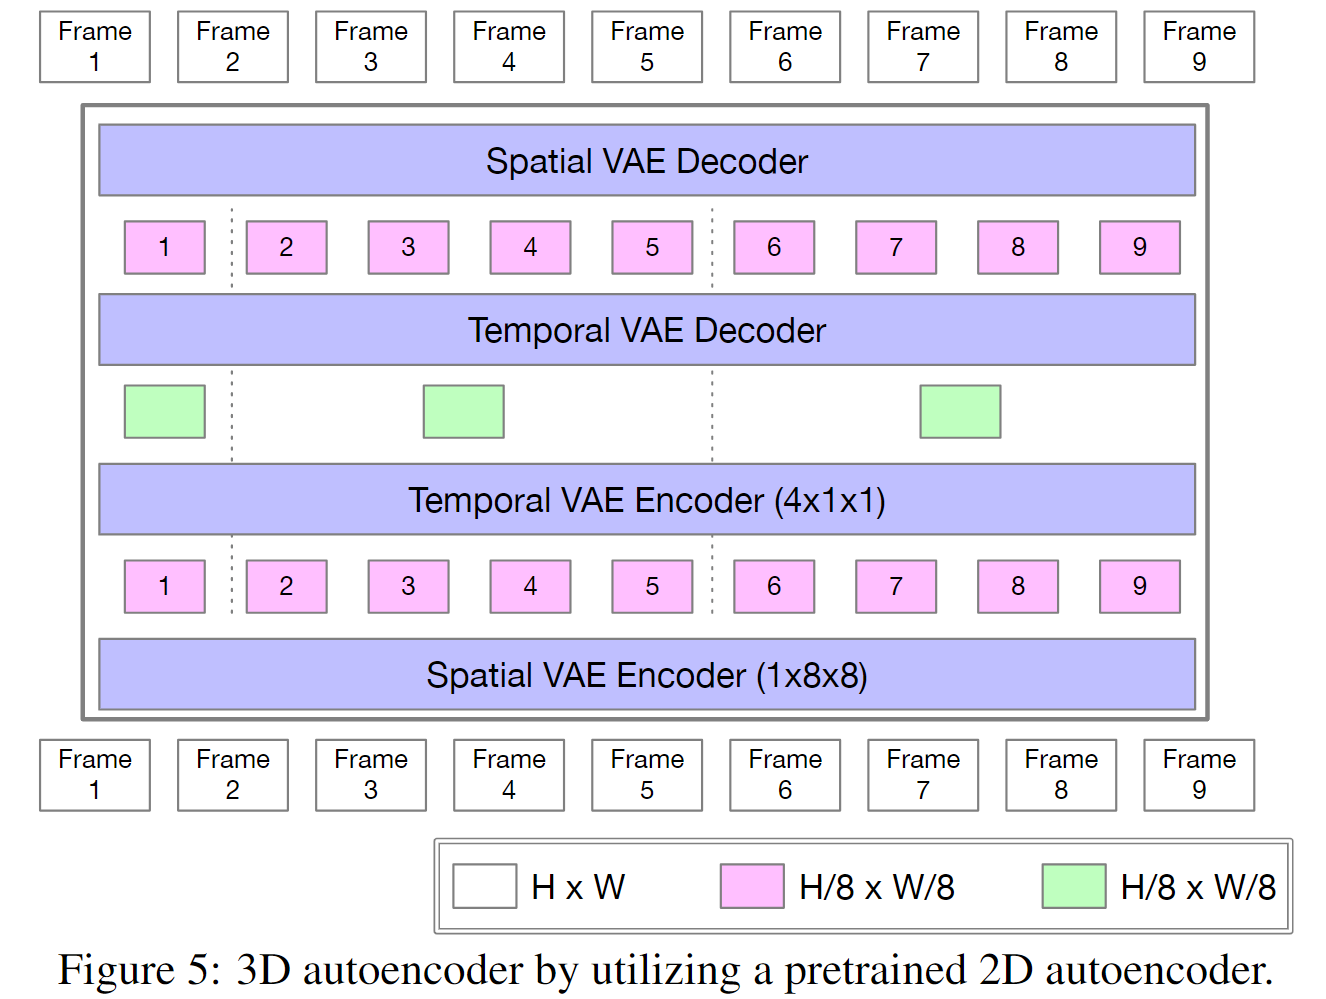 Frame 1 Frame 2 Frame 3 Frame 4 Frame 5 Frame 6 Frame 7 Frame 8 Frame 9
Spatial VAE Decoder
1 2 3 4 5 6 7 8 9
Temporal VAE Decoder
Temporal VAE Encoder (4x1x1)
1 2 3 4 5 6 7 8 9
Spatial VAE Encoder (1x8x8)
Frame 1 Frame 2 Frame 3 Frame 4 Frame 5 Frame 6 Frame 7 Frame 8 Frame 9
H x W H/8 x W/8 H/8 x W/8
Figure 5: 3D autoencoder by utilizing a pretrained 2D autoencoder.